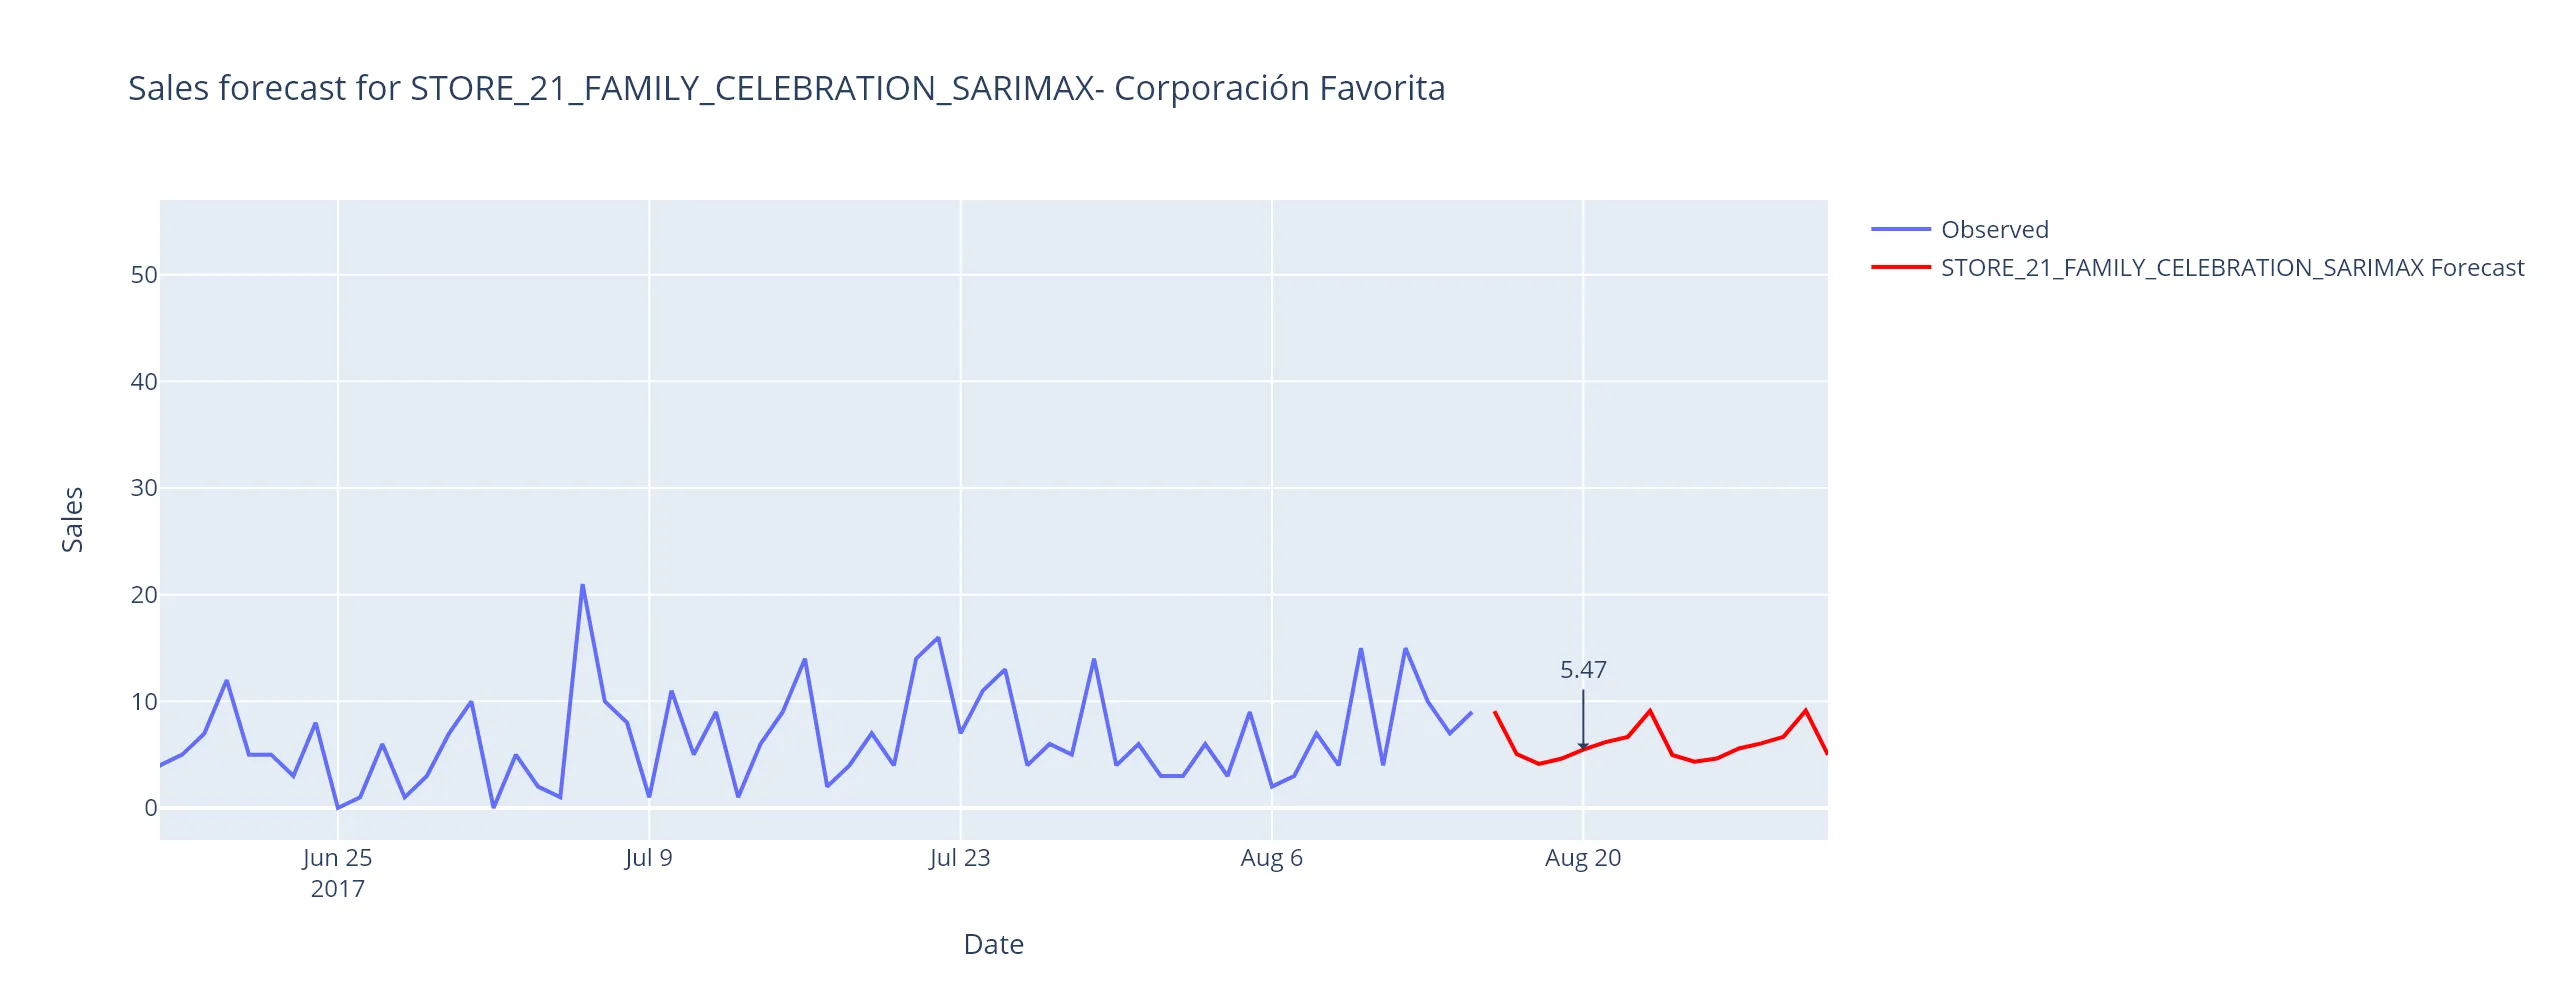 Sales forecast for STORE_21_FAMILY_CELEBRATION_SARIMAX- Corporación Favorita
Observed
STORE_21_FAMILY_CELEBRATION_SARIMAX Forecast
50
40
30
20
10
0
Sales
5.47
Jun 25
2017
Jul 9
Jul 23
Aug 6
Aug 20
Date